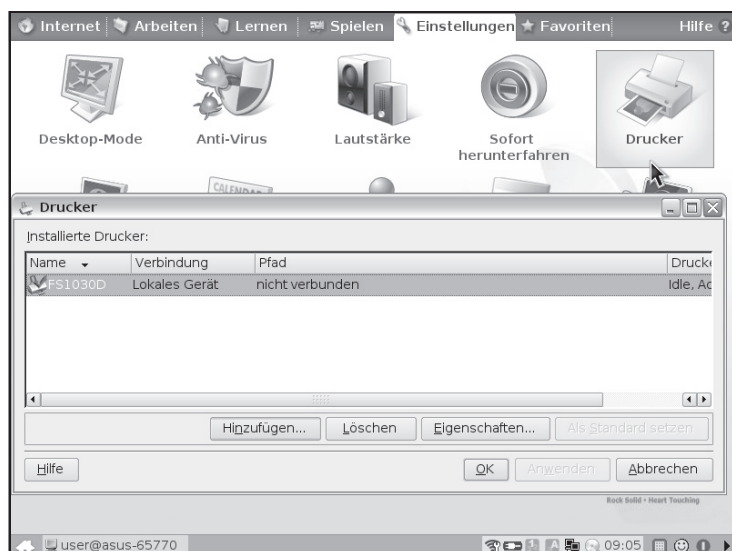 Internet Arbeiten Lernen Spielen Einstellungen Favoriten Hilfe ?
Desktop-Mode Anti-Virus Lautstärke Sofort herunterfahren Drucker
CALENDAR
Drucker
Installierte Drucker:
Name Verbindung Pfad Drucke
FS1030D Lokales Gerät nicht verbunden Idle, Ac
Hinzufügen... Löschen Eigenschaften... Als Standard setzen
Hilfe OK Anwenden Abbrechen
Rock Solid • Heart Touching
user@asus-65770 09:05